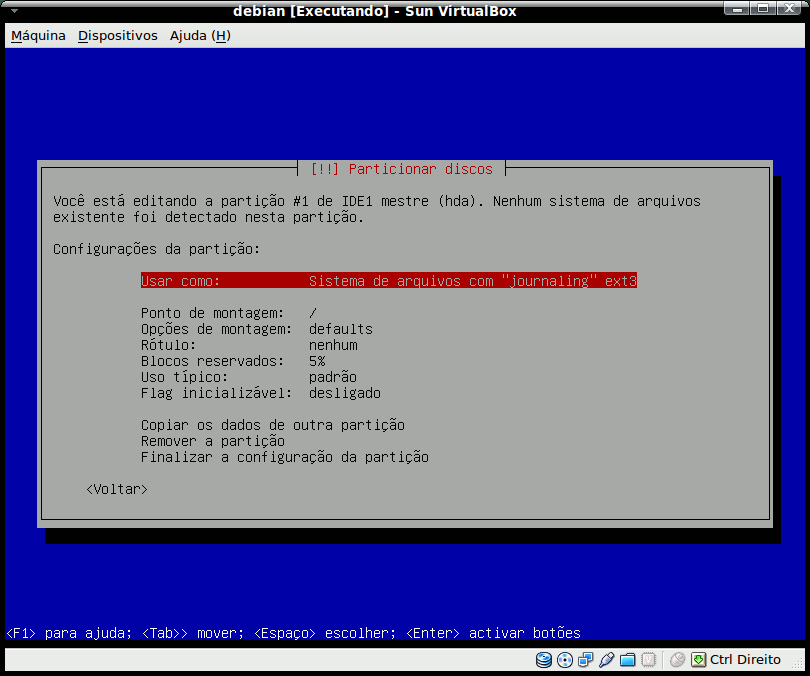 debian [Executando] - Sun VirtualBox
Máquina Dispositivos Ajuda (H)
[!!] Particionar discos
Você está editando a partição #1 de IDE1 mestre (hda). Nenhum sistema de arquivos
existente foi detectado nesta partição.
Configurações da partição:
Usar como: Sistema de arquivos com "journaling" ext3
Ponto de montagem: /
Opções de montagem: defaults
Rótulo: nenhum
Blocos reservados: 5%
Uso típico: padrão
Flag inicializável: desligado
Copiar os dados de outra partição
Remover a partição
Finalizar a configuração da partição
<Voltar>
<F1> para ajuda; <Tab>> mover; <Espaço> escolher; <Enter> activar botões
Ctrl Direito